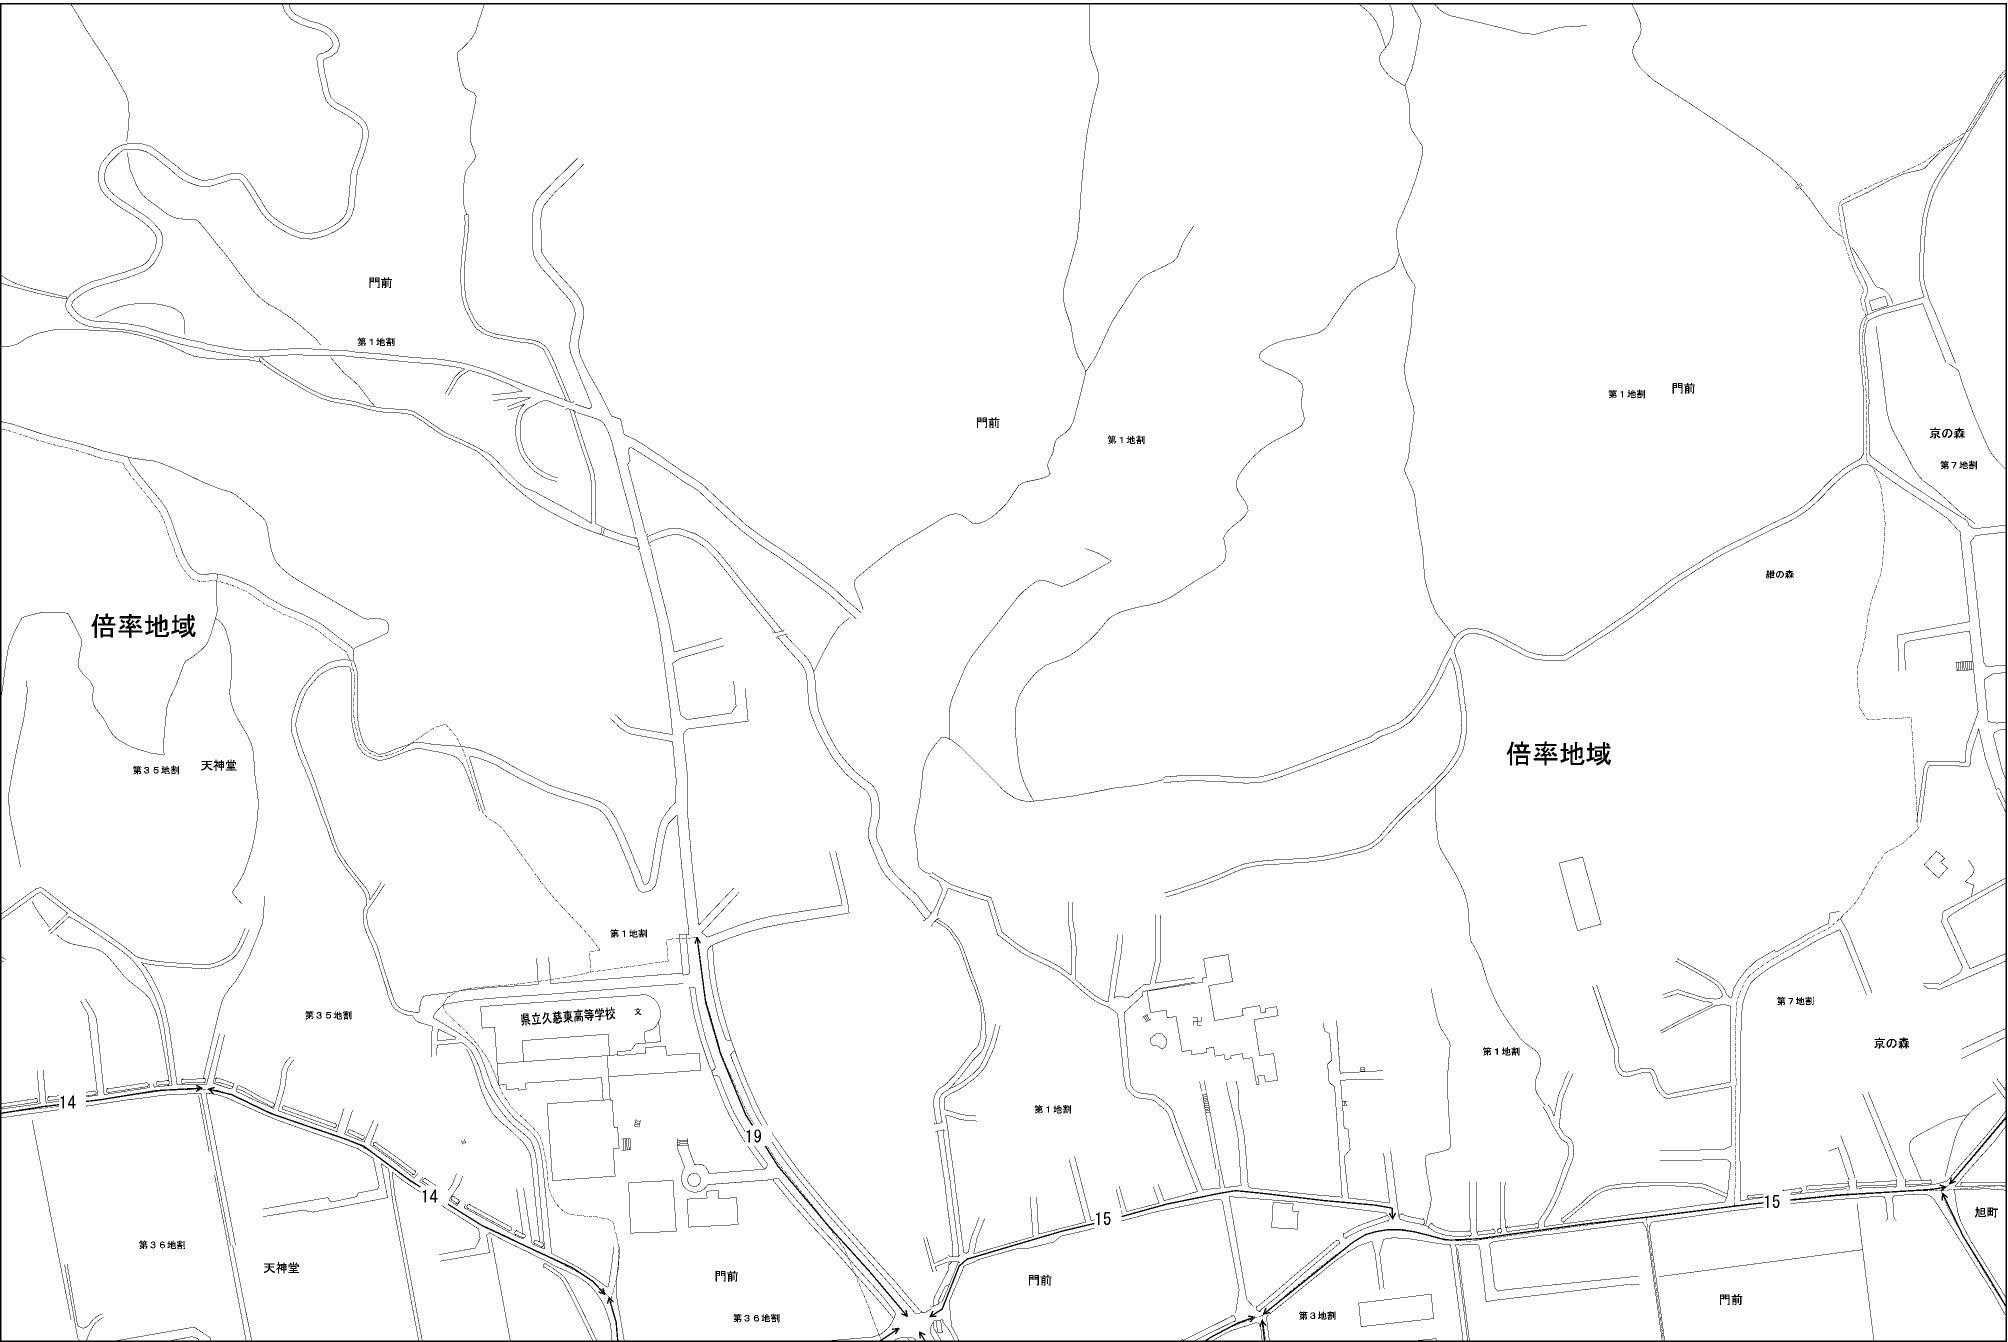 門前
第1地割
第1地割
門前
門前
第1地割
京の森
第7地割
紺の森
倍率地域
倍率地域
第35地割
天神堂
第1地割
第35地割
県立久慈東高等学校
文
第7地割
京の森
第1地割
卍
14
第1地割
19
14
15
15
旭町
第36地割
天神堂
門前
門前
第36地割
第3地割
門前